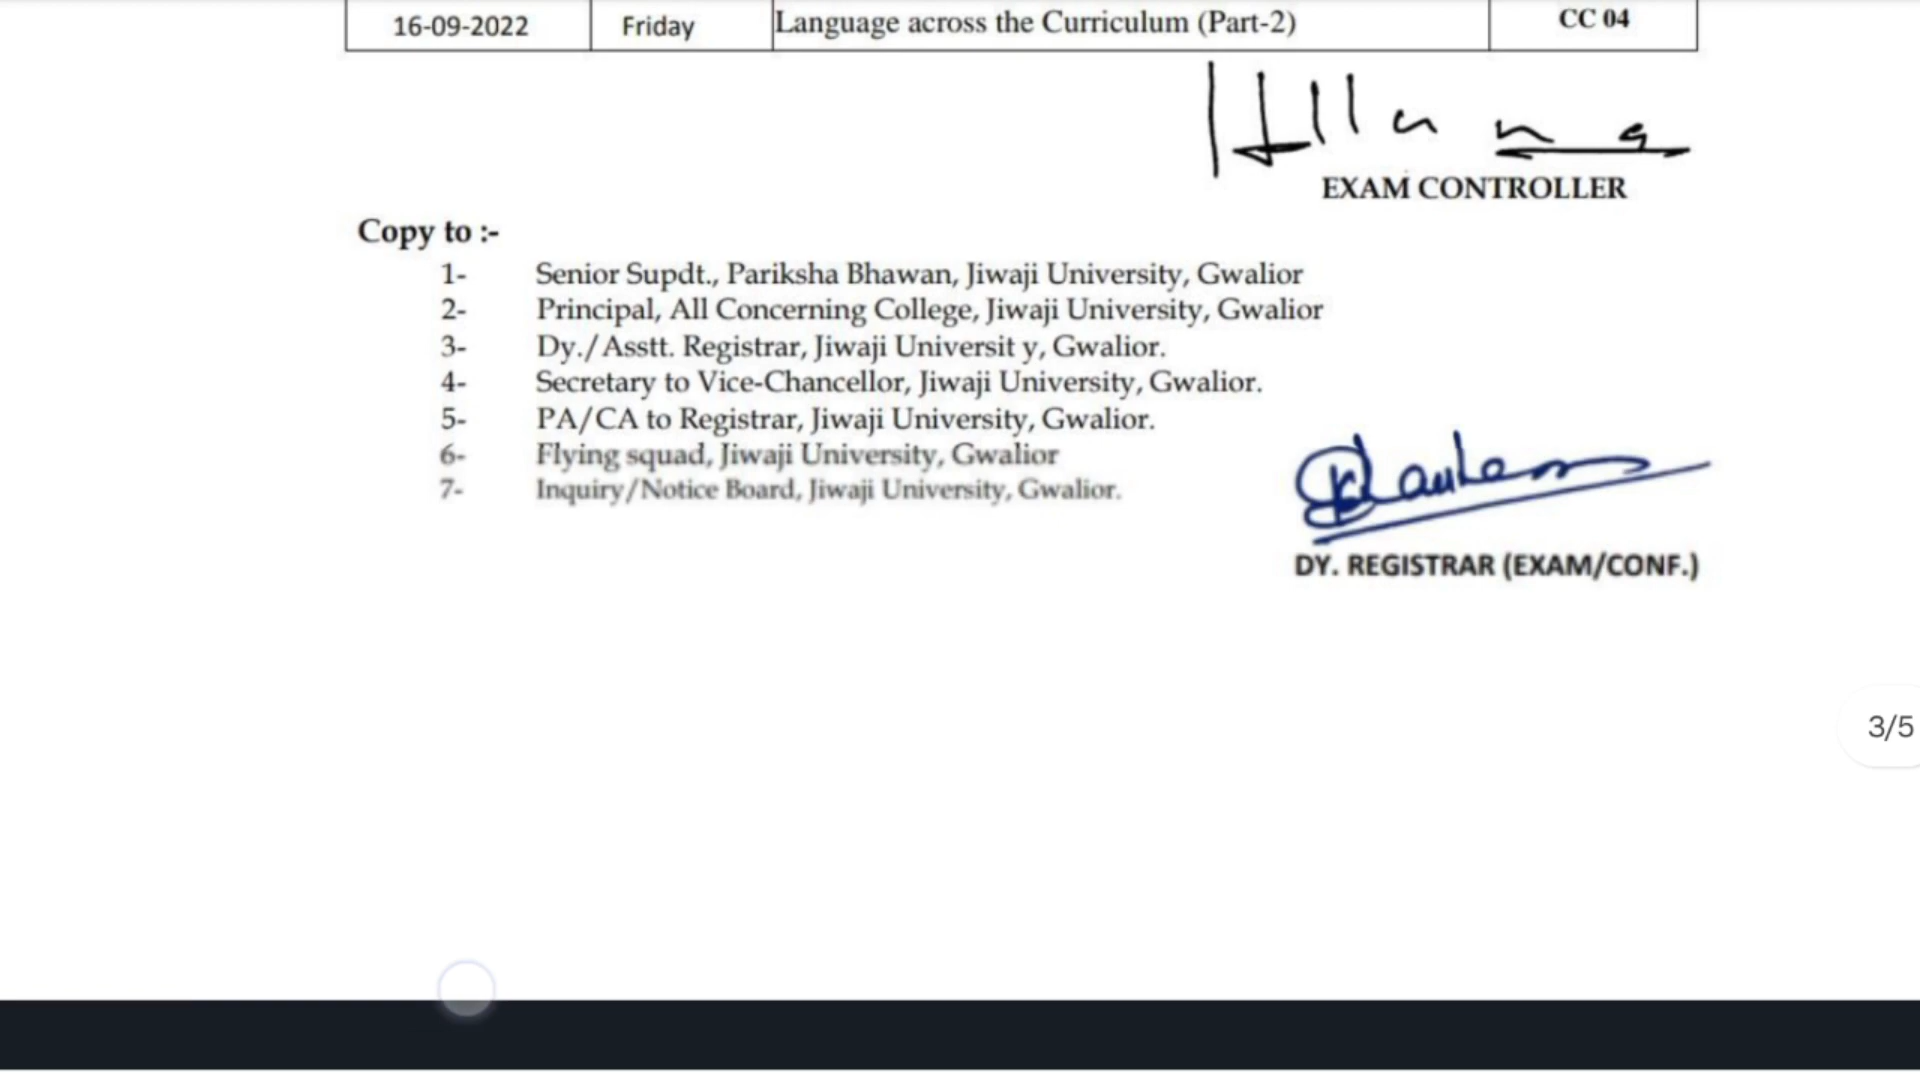 16-09-2022 Friday Language across the Curriculum (Part-2) CC 04
EXAM CONTROLLER
Copy to :-
1- Senior Supdt., Pariksha Bhawan, Jiwaji University, Gwalior
2- Principal, All Concerning College, Jiwaji University, Gwalior
3- Dy./Asstt. Registrar, Jiwaji Universit y, Gwalior.
4- Secretary to Vice-Chancellor, Jiwaji University, Gwalior.
5- PA/CA to Registrar, Jiwaji University, Gwalior.
6- Flying squad, Jiwaji University, Gwalior
7- Inquiry/Notice Board, Jiwaji University, Gwalior.
DY. REGISTRAR (EXAM/CONF.)
3/5